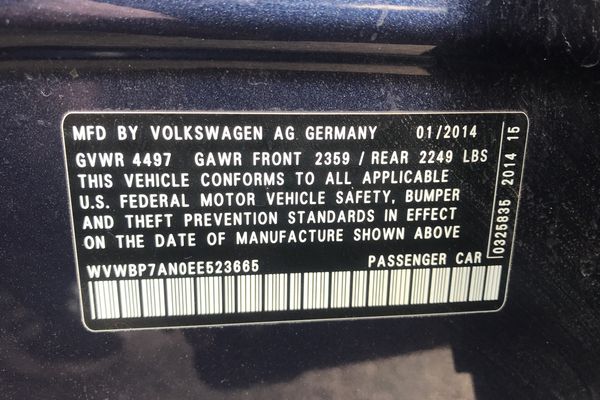 MFD BY VOLKSWAGEN AG GERMANY 01/2014
GVWR 4497 GAWR FRONT 2359 / REAR 2249 LBS
THIS VEHICLE CONFORMS TO ALL APPLICABLE
U.S. FEDERAL MOTOR VEHICLE SAFETY, BUMPER
AND THEFT PREVENTION STANDARDS IN EFFECT
ON THE DATE OF MANUFACTURE SHOWN ABOVE
WVWBP7AN0EE523665 PASSENGER CAR
0325835 2014 15